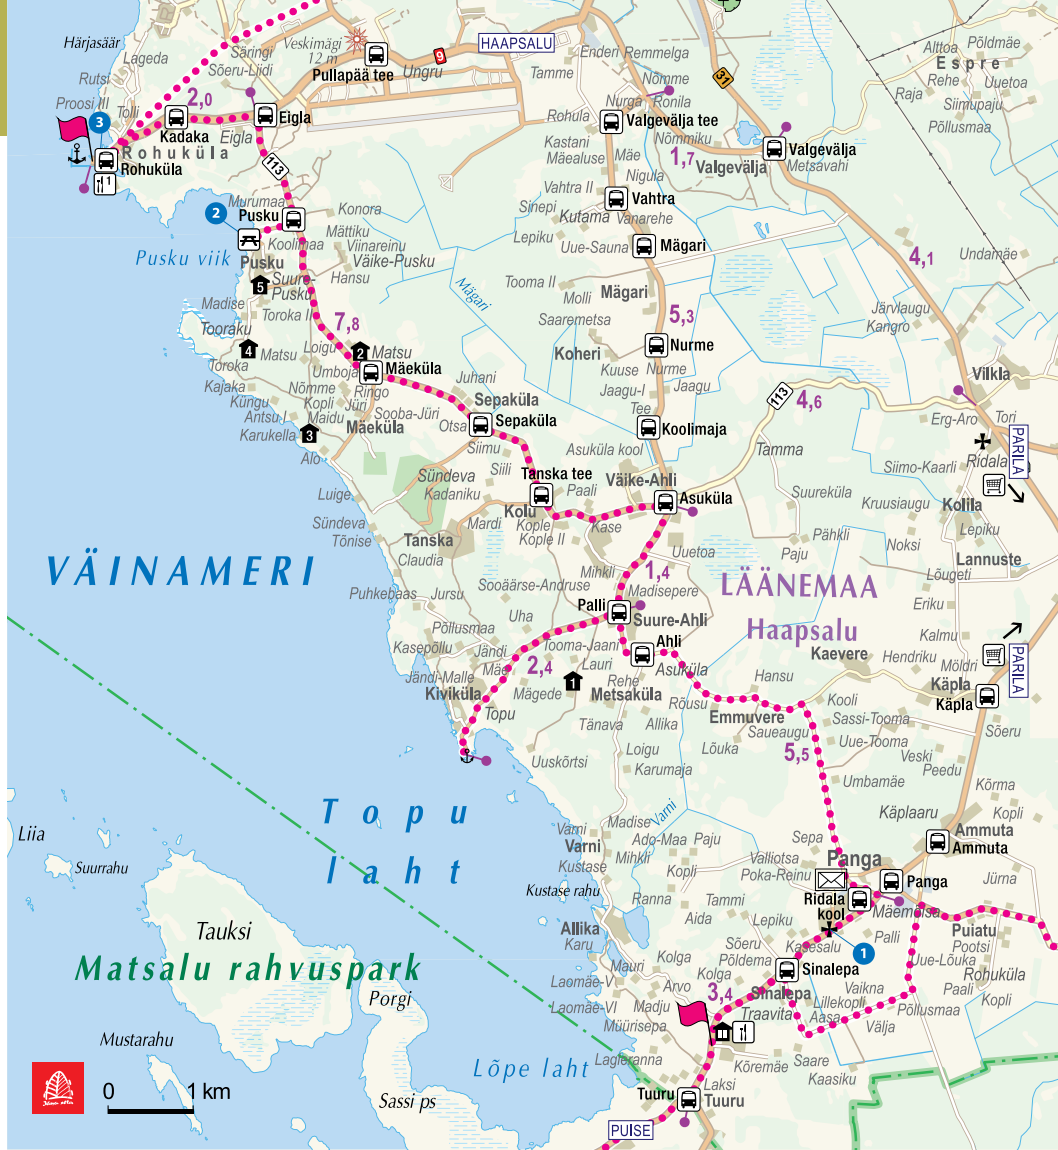 Härjasäär
Lageda
Säringi
Sõeru-Liidi
Veskimägi
12 m
Pullapää tee
Ungru
9
HAAPSALU
Enderi
Remmelga
Tamme
Nõmme
31
Alttoa
Põldmäe
Espre
Rehe
Uuetoa
Raja
Siimupaju
Põllusmaa
Rutsi
Proosi III
3
Tolli
2,0
Kadaka
Eigla
Eigla
Rohuküla
Rohuküla
1
113
Nurga
Ronila
Rohula
Valgevälja tee
Nõmmiku
Kastani
Mäealuse
Mäe
1,7
Valgevälja
Valgevälja
Metsavahi
Nigula
Vahtra II
Vahtra
Sinepi
Kutama
Vanarehe
Lepiku
Uue-Sauna
Mägari
4,1
Undamäe
Murumaa
2
Pusku
Konora
Mättiku
Koolimaa
Viinareinu
Väike-Pusku
Pusku viik
Pusku
Suure-
Pusku
Hansu
5
Madise
Toroka II
Tooraku
Mägari
Tooma II
Molli
Mägari
Saaremetsa
5,3
Järvlaugu
Kangro
7,8
Loigu
4
Matsu
2
Matsu
Toroka
Umboja
Mäeküla
Kajaka
Nõmme
Ringo
Küngu
Kopli
Jüri
Antsu I
Maidu
Sooba-Jüri
Karukella
3
Mäeküla
Alo
Juhani
Sepaküla
Otsa
Sepaküla
Siimu
Siili
Koheri
Nurme
Kuuse
Nurme
Jaagu-I
Jaagu
Tee
Koolimaja
Asuküla kool
113
4,6
Vilkla
Erg-Aro
Tori
Ridala
PARILA
Siimo-Kaarli
Tamma
Sündeva
Kadaniku
Tanska tee
Paali
Väike-Ahli
Asuküla
Suureküla
Kruusiaugu
Kolila
Luige
Sündeva
Tõnise
Tanska
Claudia
Mardi
Kolu
Kople
Kople II
Kase
Pähkli
Noksi
Lepiku
Paju
Uuetoa
Lannuste
VÄINAMERI
Mihkli
1,4
Madisepere
LÄÄNEMAA
Lõugeti
Sooäärse-Andruse
Puhkebaas
Jursu
Uha
Palli
Suure-Ahli
Haapsalu
Eriku
Põllusmaa
Kasepõllu
Jändi
Tooma-Jaani
Ahli
Kaevere
Kalmu
PARILA
Mäe
2,4
Lauri
Asuküla
Hendriku
Möldri
Jändi-Malle
Mägede
1
Rehe
Metsaküla
Hansu
Käpla
Käpla
Kiviküla
Topu
Rõusu
Kooli
Tänava
Allika
Emmuvere
Saueaugu
Sassi-Tooma
Sõeru
Uuskõrtsi
Loigu
Lõuka
5,5
Uue-Tooma
Karumaja
Veski
Peedu
Umbamäe
Kõrma
Topu
laht
Varni
Käplaaru
Kopli
Madise
Ammuta
Ammuta
Liia
Suurrahu
Varni
Varni
Ado-Maa
Paju
Sepa
Mihkli
Valliotsa
Panga
Kustase
Kopli
Poka-Reinu
Panga
Jürna
Kustase rahu
Ranna
Tammi
Ridala
kool
Mäemõisa
Tauksi
Allika
Karu
Aida
Lepiku
Puiatu
Matsalu rahvuspark
Kasesalu
Palli
Pootsi
Sõeru
1
Uue-Lõuka
Kolga
Põldema
Mauri
Kolga
Sinalepa
Rohuküla
Laomäe-V
Arvo
Vaikna
Paali
Porgi
3,4
Sinalepa
Lillekopli
Kopli
Laomäe-VI
Madju
Traavita
Aasa
Põllusmaa
Müürisepa
Välja
Mustarahu
Lagleranna
Saare
Lõpe laht
Kõremäe
Kaasiku
0
1 km
Sassi ps
Laksi
Tuuru
Tuuru
PUISE